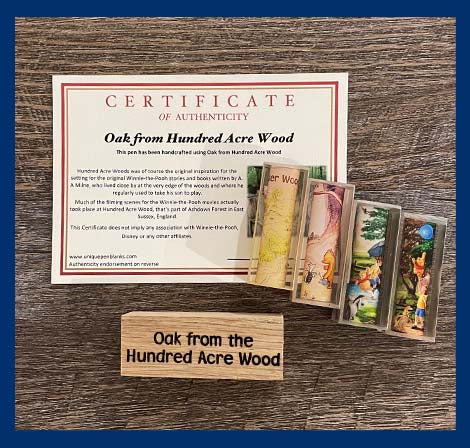 CERTIFICATE
OF AUTHENTICITY
Oak from Hundred Acre Wood
This pen has been handcrafted using Oak from Hundred Acre Wood
Hundred Acre Woods was of course the original inspiration for the
setting for the original Winnie-the-Pooh stories and books written by A.
A Milne, who lived close by at the very edge of the woods and where he
regularly used to take his son to play.
Much of the filming scenes for the Winnie-the-Pooh movies actually
took place at Hundred Acre Wood, that's part of Ashdown Forest in East
Sussex, England.
This Certificate does not imply any association with Winnie-the-Pooh,
Disney or any other affiliates.
www.uniquepenblanks.com
Authenticity endorsement on reverse
Oak from the
Hundred Acre Wood